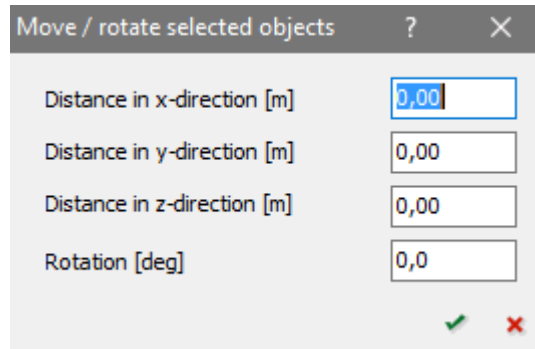 Move / rotate selected objects ?
Distance in x-direction [m] 0,00
Distance in y-direction [m] 0,00
Distance in z-direction [m] 0,00
Rotation [deg] 0,0